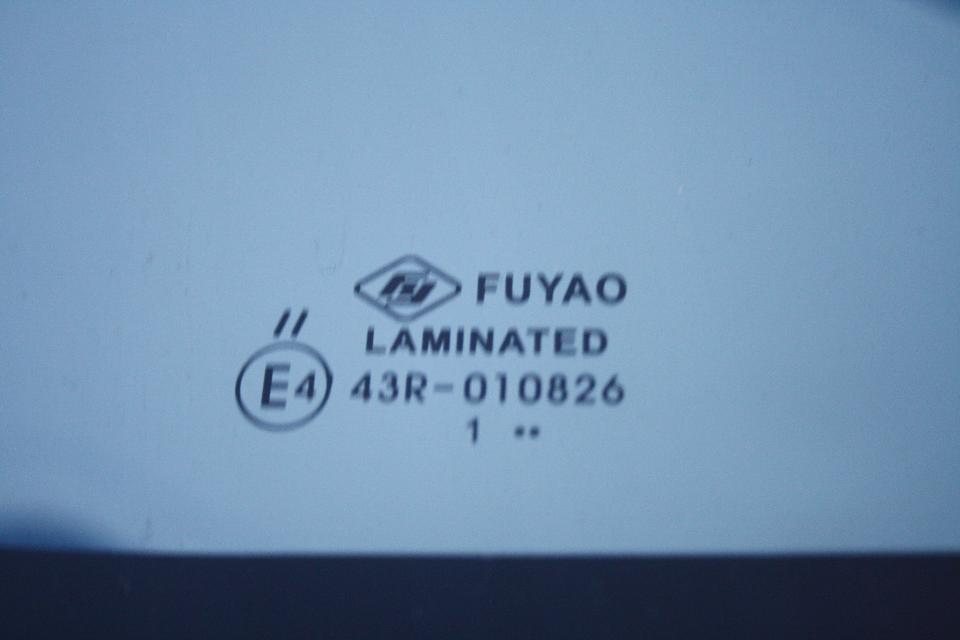 FUYAO
LAMINATED
//
E4 43R-010826
1 ••